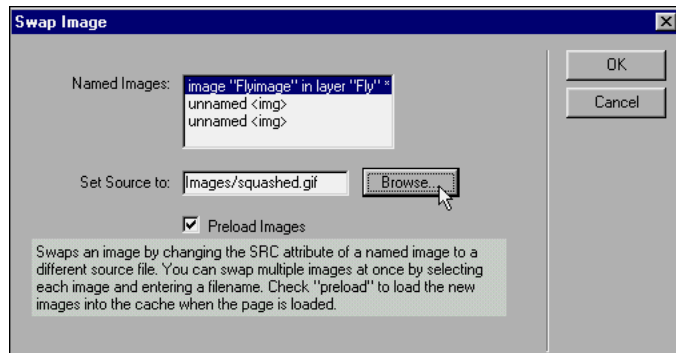 Swap Image
OK
Cancel
Named Images:
image "Flyimage" in layer "Fly" *
unnamed <img>
unnamed <img>
Set Source to: Images/squashed.gif Browse...
Preload Images
Swaps an image by changing the SRC attribute of a named image to a
different source file. You can swap multiple images at once by selecting
each image and entering a filename. Check "preload" to load the new
images into the cache when the page is loaded.